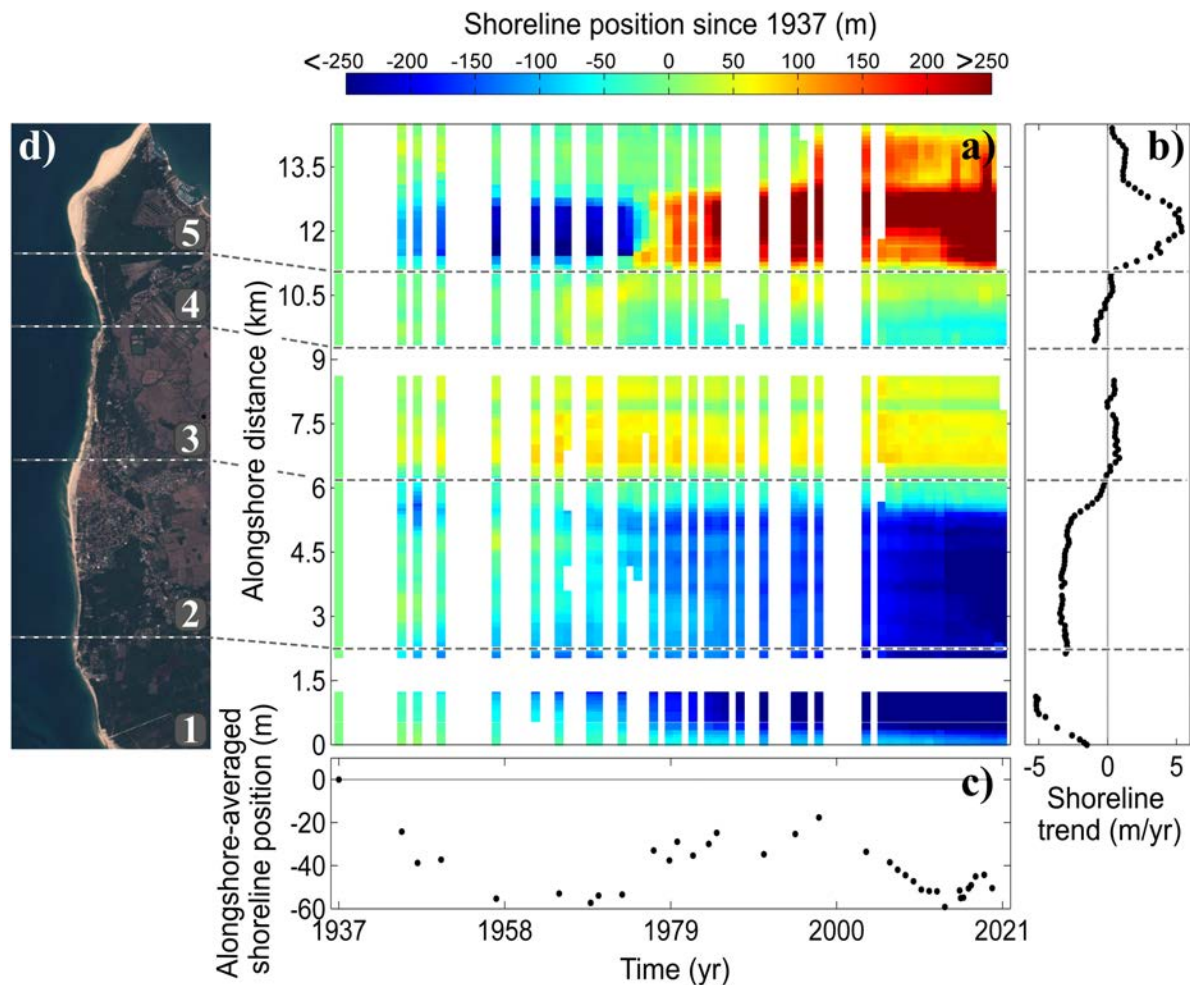 Shoreline position since 1937 (m)
<-250 -200 -150 -100 -50 0 50 100 150 200 >250
d)
a)
b)
5
4
3
2
1
Alongshore distance (km)
13.5
12
10.5
9
7.5
6
4.5
3
1.5
0
-5 0 5
Shoreline
trend (m/yr)
c)
Alongshore-averaged
shoreline position (m)
0
-20
-40
-60
1937 1958 1979 2000 2021
Time (yr)